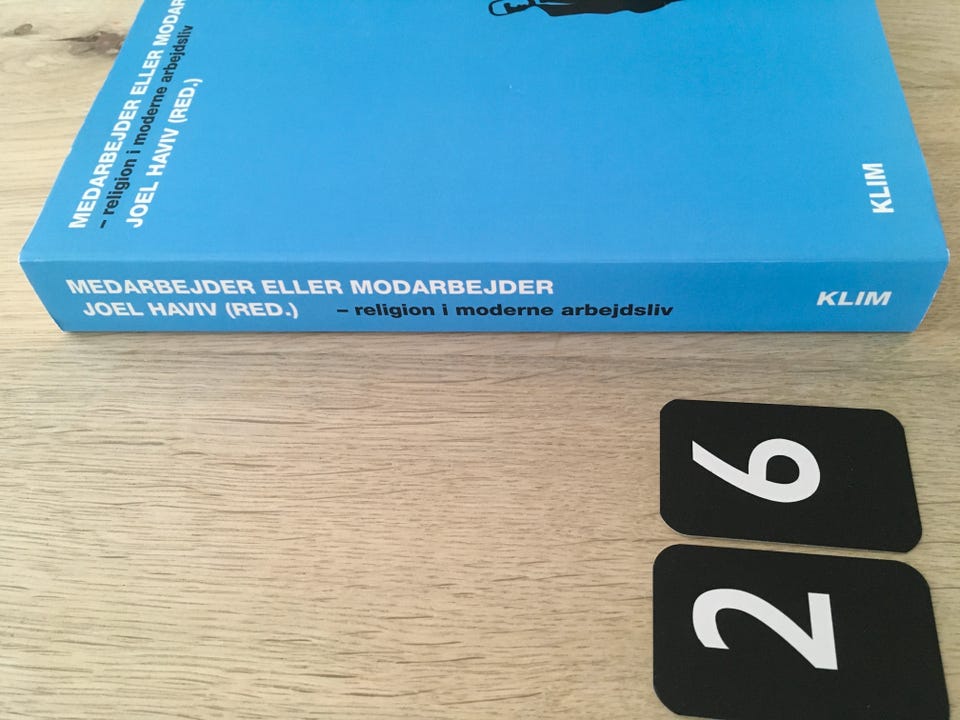 MEDARBEJDER ELLER MODAR
– religion i moderne arbejdsliv
JOEL HAVIV (RED.)
KLIM
MEDARBEJDER ELLER MODARBEJDER
JOEL HAVIV (RED.) – religion i moderne arbejdsliv
KLIM
2 6